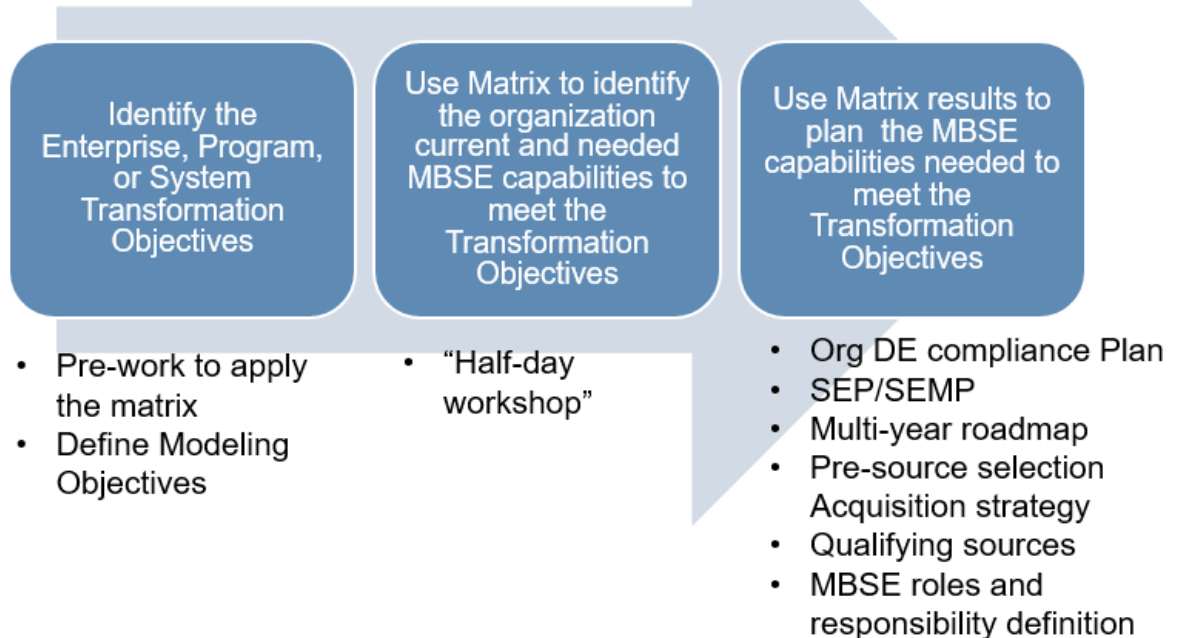 Identify the
Enterprise, Program,
or System
Transformation
Objectives
Use Matrix to identify
the organization
current and needed
MBSE capabilities to
meet the
Transformation
Objectives
Use Matrix results to
plan the MBSE
capabilities needed to
meet the
Transformation
Objectives
• Pre-work to apply
the matrix
• Define Modeling
Objectives
• “Half-day
workshop”
• Org DE compliance Plan
• SEP/SEMP
• Multi-year roadmap
• Pre-source selection
Acquisition strategy
• Qualifying sources
• MBSE roles and
responsibility definition